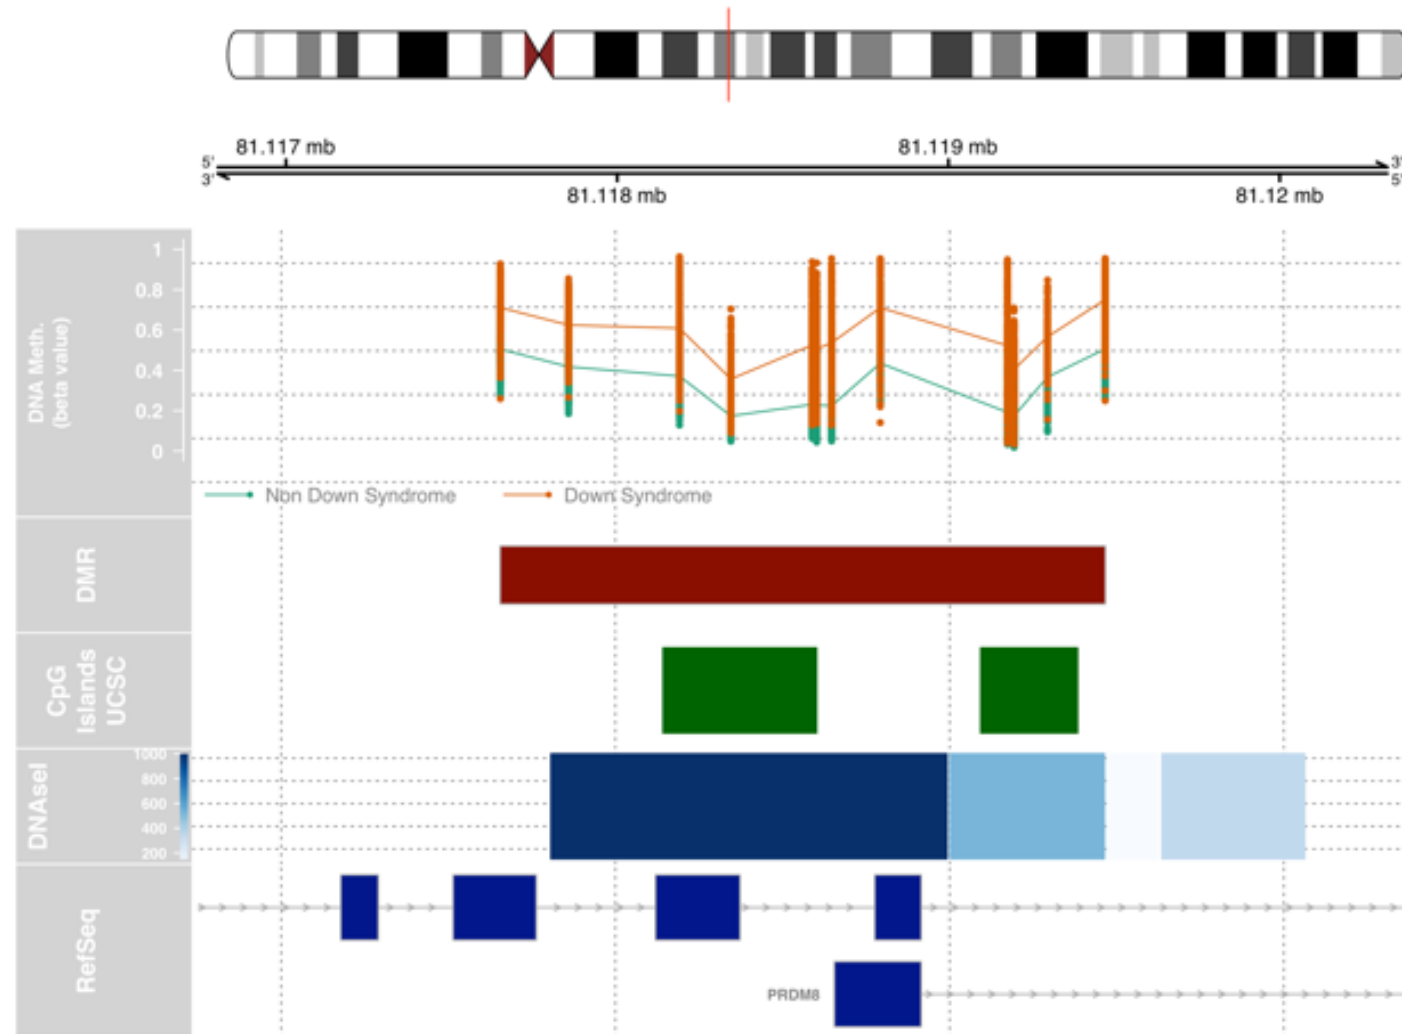 81.117 mb
81.119 mb
5'
3'
3'
5'
81.118 mb
81.12 mb
DNA Meth.
(beta value)
1
0.8
0.6
0.4
0.2
0
Non Down Syndrome
Down Syndrome
DMR
CpG
Islands
UCSC
DNAseI
1000
800
600
400
200
RefSeq
PRDM8